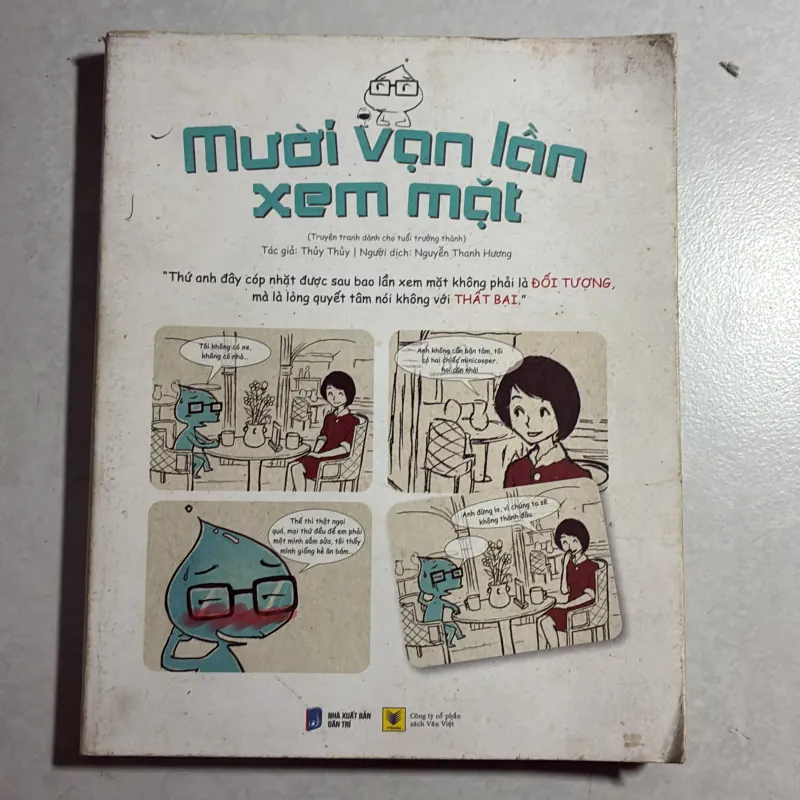 Mười vạn lần
xem mặt
(Truyện tranh dành cho tuổi trưởng thành)
Tác giả: Thủy Thủy | Người dịch: Nguyễn Thanh Hương
"Thứ anh đây cóp nhặt được sau bao lần xem mặt không phải là ĐỐI TƯỢNG,
mà là lòng quyết tâm nói không với THẤT BẠI."
Tôi không có xe,
không có nhà...
Anh không cần bận tâm, tôi
có hai chiếc minicooper,
hai căn nhà!
Thế thì thật ngại
quá, mọi thứ đều để em phải
một mình sắm sửa, tôi thấy
mình giống kẻ ăn bám...
Anh đừng lo, vì chúng ta sẽ
không thành đâu.
NHÀ XUẤT BẢN
DÂN TRÍ
Công ty cổ phần
sách Văn Việt